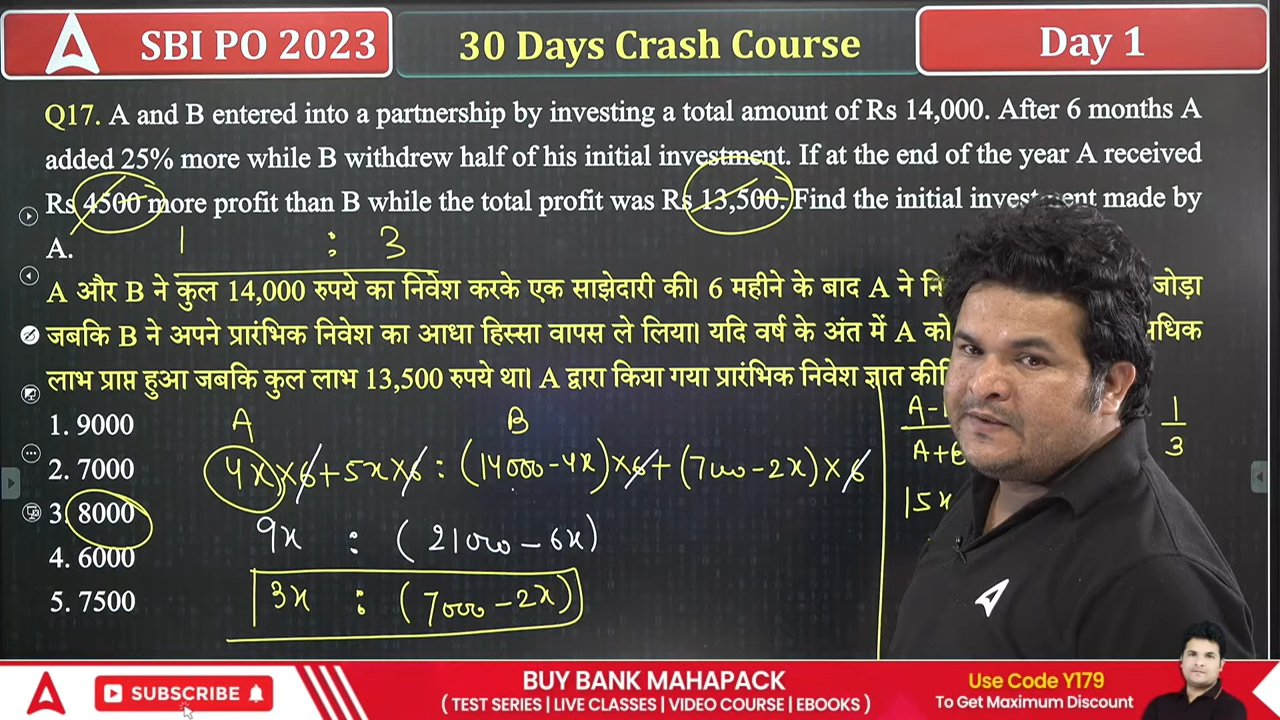 SBI PO 2023
30 Days Crash Course
Day 1
Q17. A and B entered into a partnership by investing a total amount of Rs 14,000. After 6 months A
added 25% more while B withdrew half of his initial investment. If at the end of the year A received
Rs 4500 more profit than B while the total profit was Rs 13,500. Find the initial investment made by
A.
1 : 3
A और B ने कुल 14,000 रुपये का निवेश करके एक साझेदारी की। 6 महीने के बाद A ने जोड़ा
जबकि B ने अपने प्रारंभिक निवेश का आधा हिस्सा वापस ले लिया। यदि वर्ष के अंत में A को
लाभ प्राप्त हुआ जबकि कुल लाभ 13,500 रुपये था। A द्वारा किया गया प्रारंभिक निवेश ज्ञात
1. 9000
2. 7000
3. 8000
4. 6000
5. 7500
A B
4x×6+5x×6 : (14000-4x)×6+(7000-2x)×6
9x : (21000-6x)
3x : (7000-2x)
A-
A+
1
3
15x
SUBSCRIBE
BUY BANK MAHAPACK
( TEST SERIES | LIVE CLASSES | VIDEO COURSE | EBOOKS )
Use Code Y179
To Get Maximum Discount